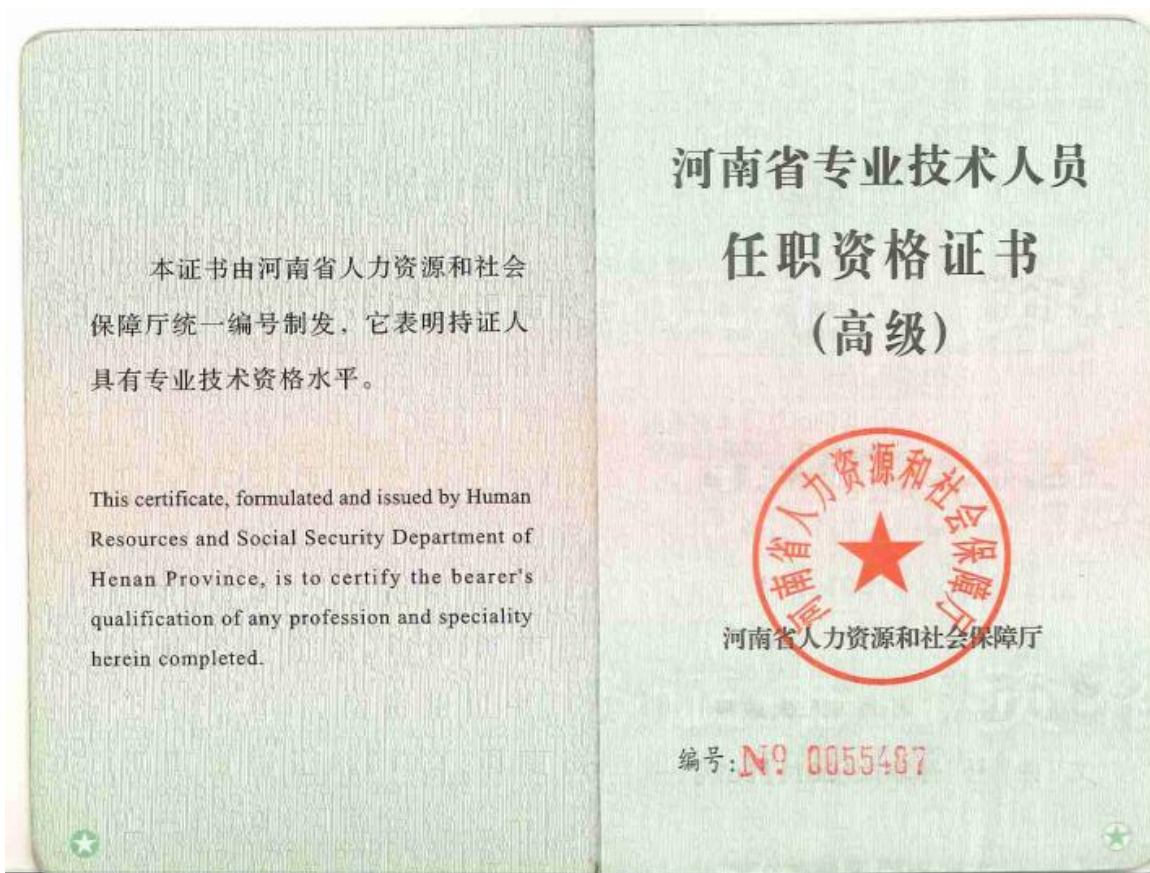 本证书由河南省人力资源和社会
保障厅统一编号制发，它表明持证人
具有专业技术资格水平。
This certificate, formulated and issued by Human
Resources and Social Security Department of
Henan Province, is to certify the bearer's
qualification of any profession and speciality
herein completed.
河南省专业技术人员
任职资格证书
(高级)
河南省人力资源和社会保障厅
河南省人力资源和社会保障厅
编号:№ 0055487